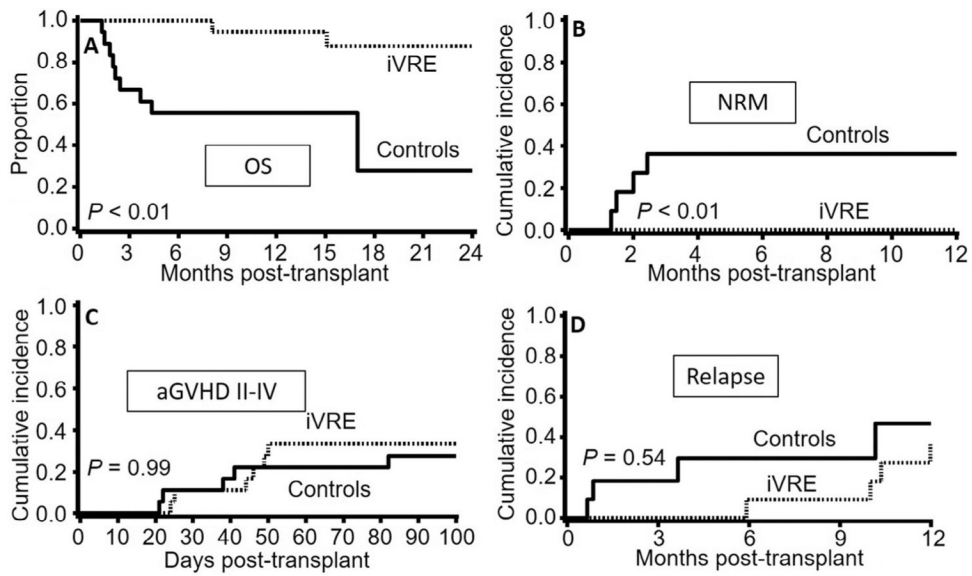 A
Proportion
1.0
0.8
0.6
0.4
0.2
0.0
iVRE
Controls
OS
P < 0.01
0 3 6 9 12 15 18 21 24
Months post-transplant
B
Cumulative incidence
1.0
0.8
0.6
0.4
0.2
0.0
NRM
Controls
P < 0.01
iVRE
0 2 4 6 8 10 12
Months post-transplant
C
Cumulative incidence
1.0
0.8
0.6
0.4
0.2
0.0
aGVHD II-IV
iVRE
P = 0.99
Controls
0 10 20 30 40 50 60 70 80 90 100
Days post-transplant
D
Cumulative incidence
1.0
0.8
0.6
0.4
0.2
0.0
Relapse
Controls
P = 0.54
iVRE
0 3 6 9 12
Months post-transplant